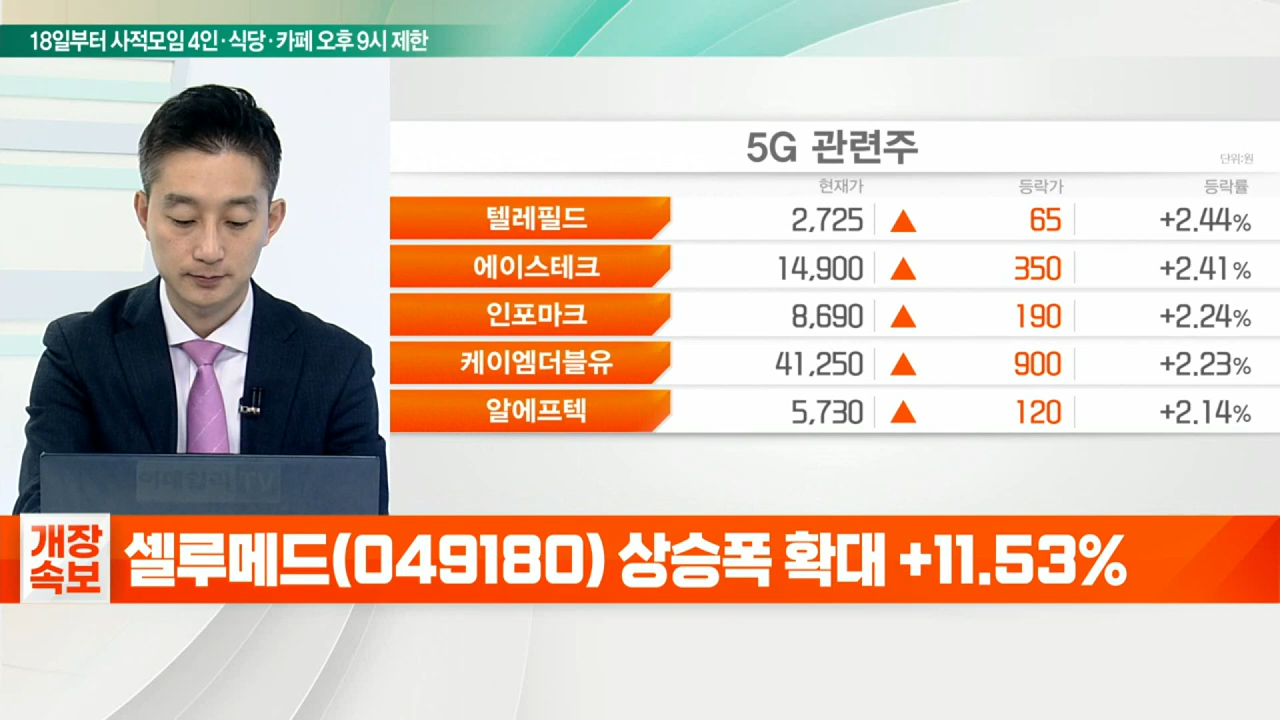 18일부터 사적모임 4인·식당·카페 오후 9시 제한
5G 관련주
단위:원
현재가 등락가 등락률
텔레필드 2,725 ▲ 65 +2.44%
에이스테크 14,900 ▲ 350 +2.41%
인포마크 8,690 ▲ 190 +2.24%
케이엠더블유 41,250 ▲ 900 +2.23%
알에프텍 5,730 ▲ 120 +2.14%
이데일리 TV
개장
속보
셀루메드(049180) 상승폭 확대 +11.53%